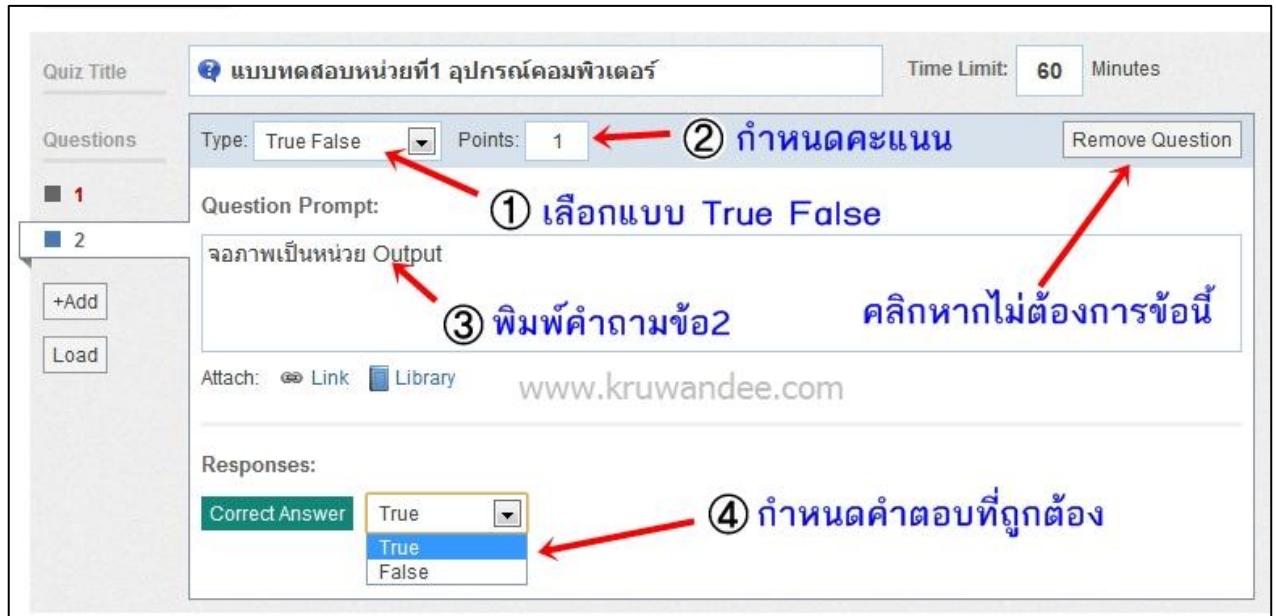 Quiz Title
แบบทดสอบหน่วยที่1 อุปกรณ์คอมพิวเตอร์
Time Limit: 60 Minutes
Questions
Type: True False Points: 1
② กำหนดคะแนน
Remove Question
1
Question Prompt:
① เลือกแบบ True False
2
จอภาพเป็นหน่วย Output
+Add
③ พิมพ์คำถามข้อ2
คลิกหากไม่ต้องการข้อนี้
Load
Attach: Link Library
www.kruwandee.com
Responses:
Correct Answer True
④ กำหนดคำตอบที่ถูกต้อง
True
False